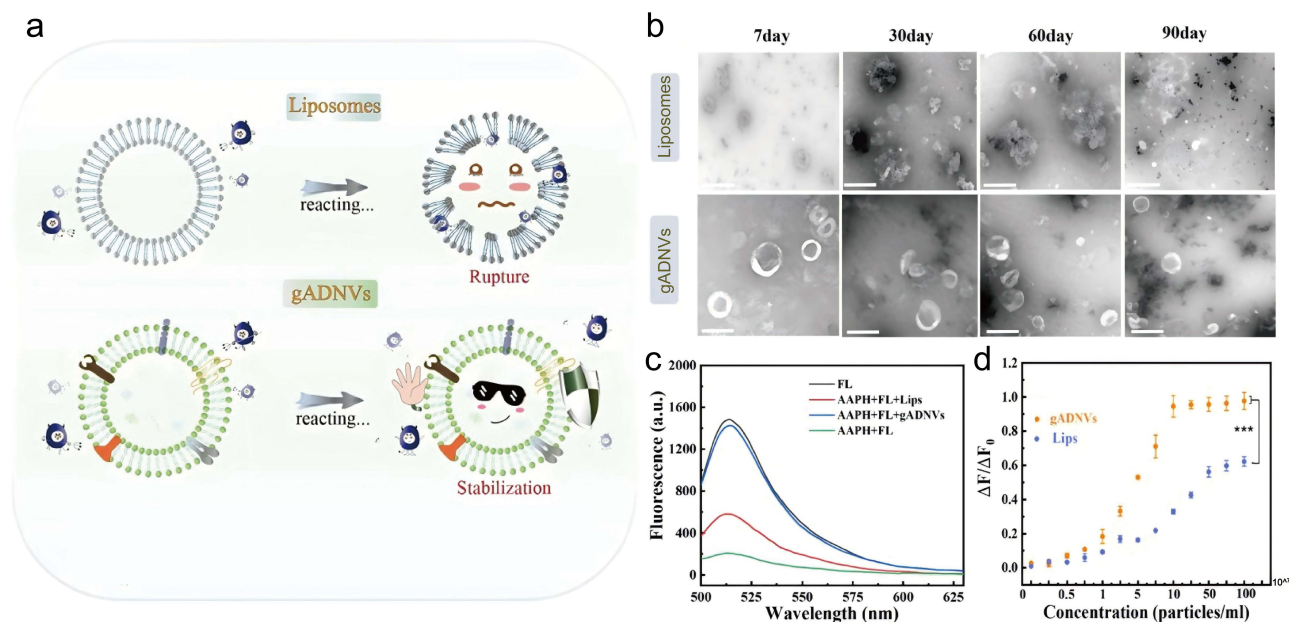 a
Liposomes
reacting...
Rupture
gADNVs
reacting...
Stabilization
b
7day 30day 60day 90day
Liposomes
gADNVs
c
2000
1600
1200
800
400
0
500 525 550 575 600 625
Fluorescence (a.u.)
Wavelength (nm)
FL
AAPH+FL+Lips
AAPH+FL+gADNVs
AAPH+FL
d
1.2
1.0
0.8
0.6
0.4
0.2
0.0
0 0.5 1 5 10 50 100
ΔF/ΔF₀
Concentration (particles/ml)
gADNVs
Lips
***